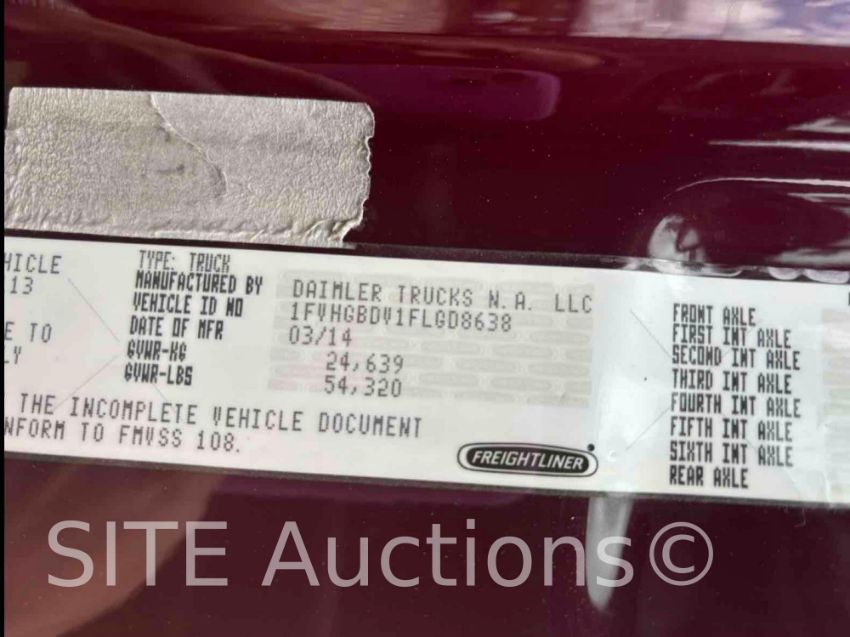 HICLE
13
E TO
LY
TYPE: TRUCK
MANUFACTURED BY DAIMLER TRUCKS N.A. LLC
VEHICLE ID NO 1FVHGBDV1FLGD8638
DATE OF MFR 03/14
GVWR-KG 24,639
GVWR-LBS 54,320
THE INCOMPLETE VEHICLE DOCUMENT
NFORM TO FMVSS 108.
FREIGHTLINER
FRONT AXLE
FIRST INT AXLE
SECOND INT AXLE
THIRD INT AXLE
FOURTH INT AXLE
FIFTH INT AXLE
SIXTH INT AXLE
REAR AXLE
SITE Auctions©